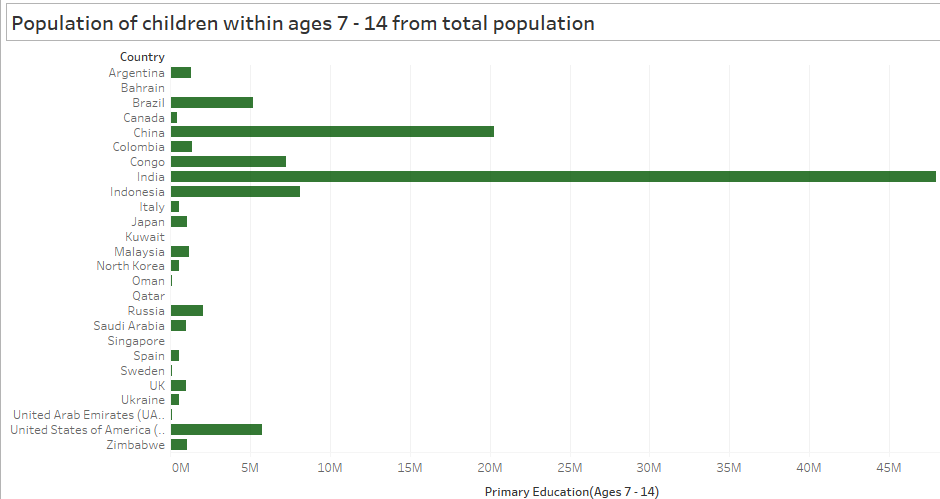 Population of children within ages 7 - 14 from total population
Country
Argentina
Bahrain
Brazil
Canada
China
Colombia
Congo
India
Indonesia
Italy
Japan
Kuwait
Malaysia
North Korea
Oman
Qatar
Russia
Saudi Arabia
Singapore
Spain
Sweden
UK
Ukraine
United Arab Emirates (UA..
United States of America (..
Zimbabwe
0M 5M 10M 15M 20M 25M 30M 35M 40M 45M
Primary Education(Ages 7 - 14)